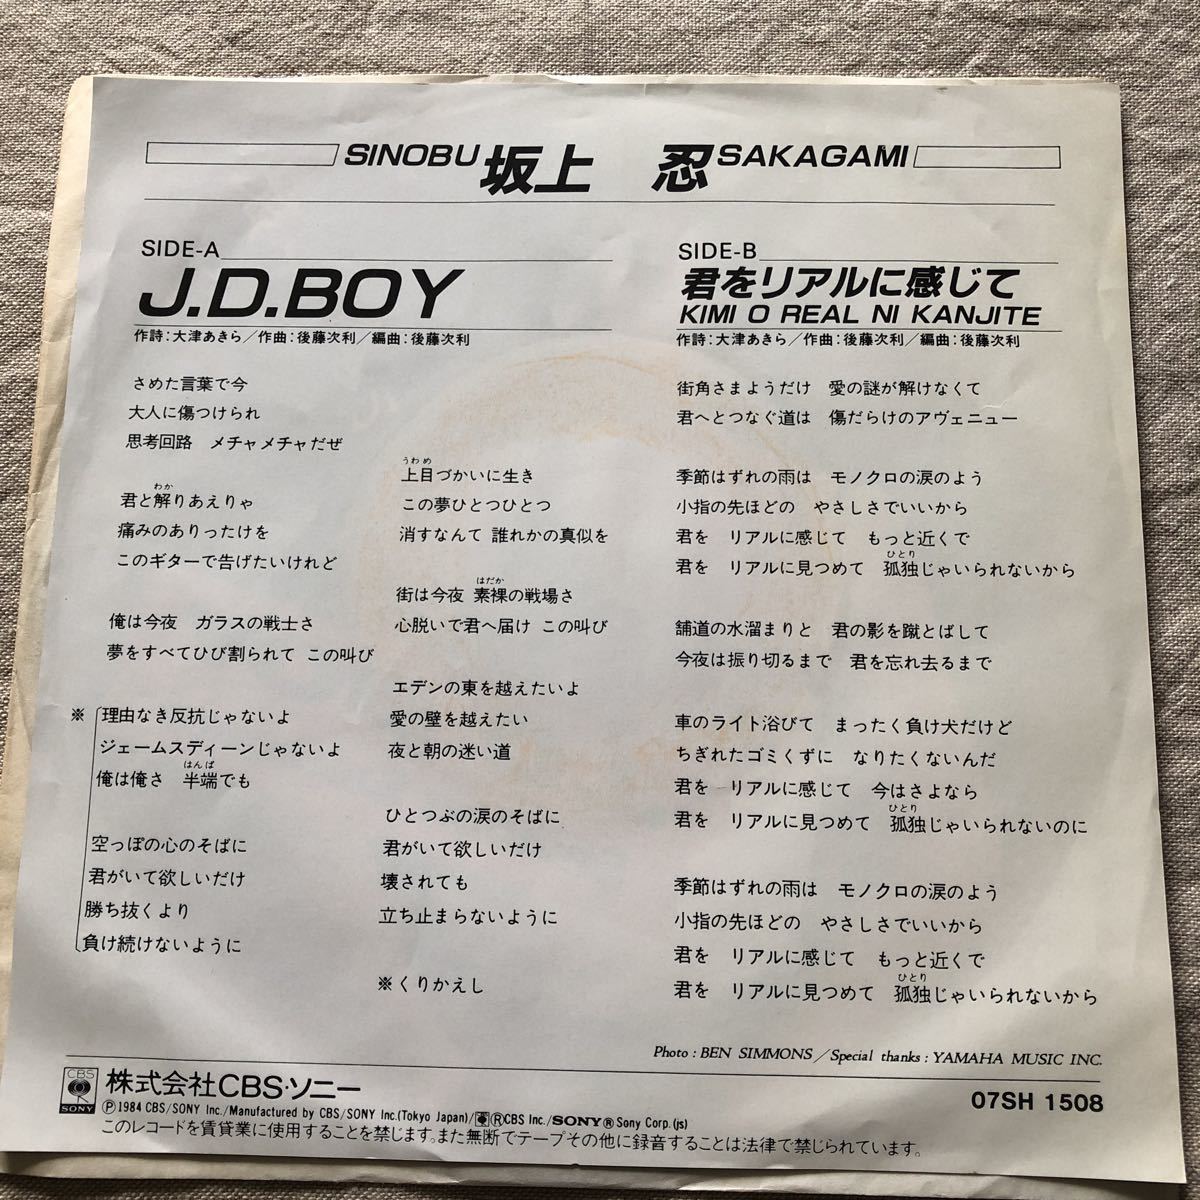 SINOBU 坂上 忍 SAKAGAMI
SIDE-A
J.D.BOY
作詩:大津あきら/作曲:後藤次利/編曲:後藤次利
さめた言葉で今
大人に傷つけられ
思考回路 メチャメチャだぜ
わか
君と解りあえりゃ
痛みのありったけを
このギターで告げたいけれど
俺は今夜 ガラスの戦士さ
夢をすべてひび割られて この叫び
※ 理由なき反抗じゃないよ
ジェームスディーンじゃないよ
はんぱ
俺は俺さ 半端でも
空っぽの心のそばに
君がいて欲しいだけ
勝ち抜くより
負け続けないように
うわめ
上目づかいに生き
この夢ひとつひとつ
消すなんて 誰れかの真似を
はだか
街は今夜 素裸の戦場さ
心脱いで君へ届け この叫び
エデンの東を越えたいよ
愛の壁を越えたい
夜と朝の迷い道
ひとつぶの涙のそばに
君がいて欲しいだけ
壊されても
立ち止まらないように
※くりかえし
SIDE-B
君をリアルに感じて
KIMI O REAL NI KANJITE
作詩:大津あきら/作曲:後藤次利/編曲:後藤次利
街角さまようだけ 愛の謎が解けなくて
君へとつなぐ道は 傷だらけのアヴェニュー
季節はずれの雨は モノクロの涙のよう
小指の先ほどの やさしさでいいから
君を リアルに感じて もっと近くで
ひとり
君を リアルに見つめて 孤独じゃいられないから
舗道の水溜まりと 君の影を蹴とばして
今夜は振り切るまで 君を忘れ去るまで
車のライト浴びて まったく負け犬だけど
ちぎれたゴミくずに なりたくないんだ
君を リアルに感じて 今はさよなら
ひとり
君を リアルに見つめて 孤独じゃいられないのに
季節はずれの雨は モノクロの涙のよう
小指の先ほどの やさしさでいいから
君を リアルに感じて もっと近くで
ひとり
君を リアルに見つめて 孤独じゃいられないから
Photo : BEN SIMMONS/Special thanks : YAMAHA MUSIC INC.
CBS SONY 株式会社CBS・ソニー
07SH 1508
Ⓟ1984 CBS/SONY Inc./Manufactured by CBS/SONY Inc.(Tokyo Japan)/ⓇCBS Inc./SONY® Sony Corp.(js)
このレコードを賃貸業に使用することを禁じます。また無断でテープその他に録音することは法律で禁じられています。